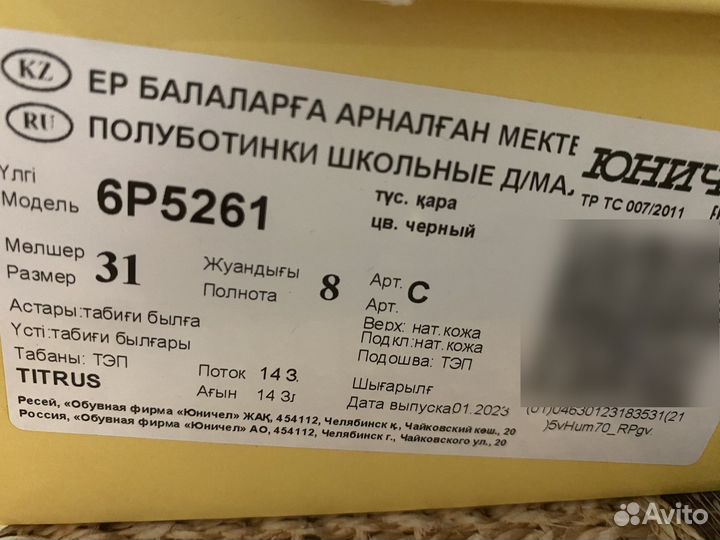 KZ ЕР БАЛАЛАРҒА АРНАЛҒАН МЕКТЕ
RU ПОЛУБОТИНКИ ШКОЛЬНЫЕ Д/МА
ЮНИЧ
ТР ТС 007/2011
Үлгі
Модель 6Р5261
түс. қара
цв. черный
Мөлшер
Размер 31
Жуандығы
Полнота 8
Арт. С
Арт.
Астары:табиғи былға
Үсті:табиғи былғары
Табаны: ТЭП
TITRUS
Верх: нат.кожа
Подкл:нат.кожа
Подошва: ТЭП
Поток 14 З
Ағын 14 Зл
Шығарылғ
Дата выпуска01.2023
(01)04630123183531(21
)5vHum70_RPgv
Ресей, «Обувная фирма «Юничел» ЖАҚ, 454112, Челябинск қ., Чайковский көш., 20
Россия, «Обувная фирма «Юничел» АО, 454112, Челябинск г., Чайковского ул., 20
Avito